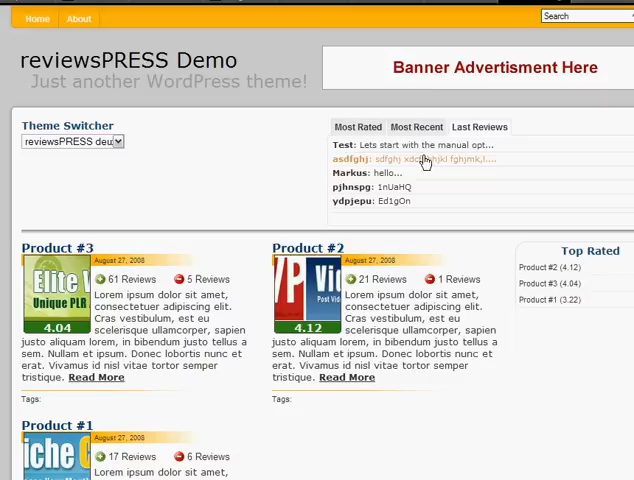 Home About Search
reviewsPRESS Demo
Just another WordPress theme!
Banner Advertisment Here
Theme Switcher
reviewsPRESS deu
Most Rated Most Recent Last Reviews
Test: Lets start with the manual opt...
asdfghj: sdfghj fghjmk,l....
Markus: hello...
pjhnspg: 1nUaHQ
ydpjepu: Ed1gOn
Product #3
August 27, 2008
61 Reviews 5 Reviews
Elite
Unique PLR
4.04
Lorem ipsum dolor sit amet,
consectetuer adipiscing elit.
Cras vestibulum, est eu
scelerisque ullamcorper, sapien
justo aliquam lorem, in bibendum justo tellus a
sem. Nullam et ipsum. Donec lobortis nunc et
erat. Vivamus id nisl vitae tortor semper
tristique. Read More
Tags:
Product #2
August 27, 2008
21 Reviews 1 Reviews
VP Vi
Post Vid
4.12
Lorem ipsum dolor sit amet,
consectetuer adipiscing elit.
Cras vestibulum, est eu
scelerisque ullamcorper, sapien
justo aliquam lorem, in bibendum justo tellus a
sem. Nullam et ipsum. Donec lobortis nunc et
erat. Vivamus id nisl vitae tortor semper
tristique. Read More
Tags:
Top Rated
Product #2 (4.12)
Product #3 (4.04)
Product #1 (3.22)
Product #1
August 27, 2008
17 Reviews 6 Reviews
iche
Lorem ipsum dolor sit amet,